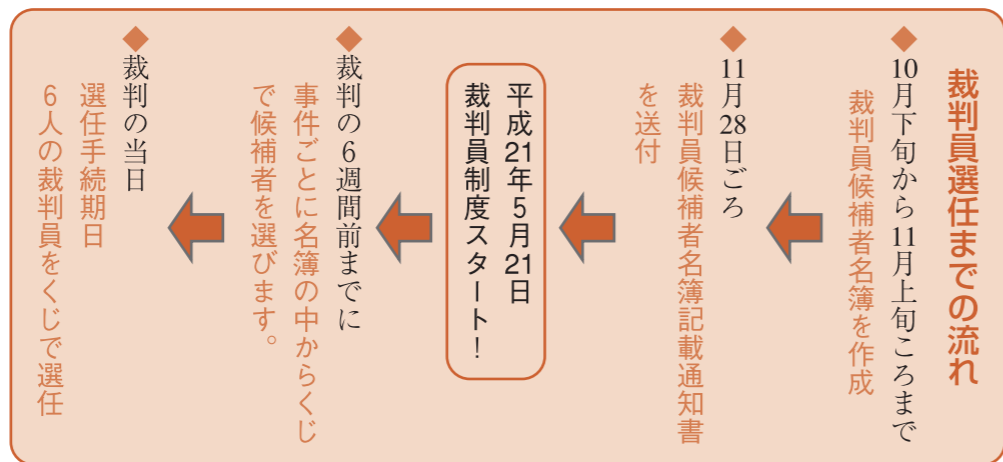 裁判員選任までの流れ
◆10月下旬から11月上旬ころまで
裁判員候補者名簿を作成
◆11月28日ごろ
裁判員候補者名簿記載通知書
を送付
平成21年5月21日
裁判員制度スタート！
◆裁判の6週間前までに
事件ごとに名簿の中からくじ
で候補者を選びます。
◆裁判の当日
選任手続期日
6人の裁判員をくじで選任